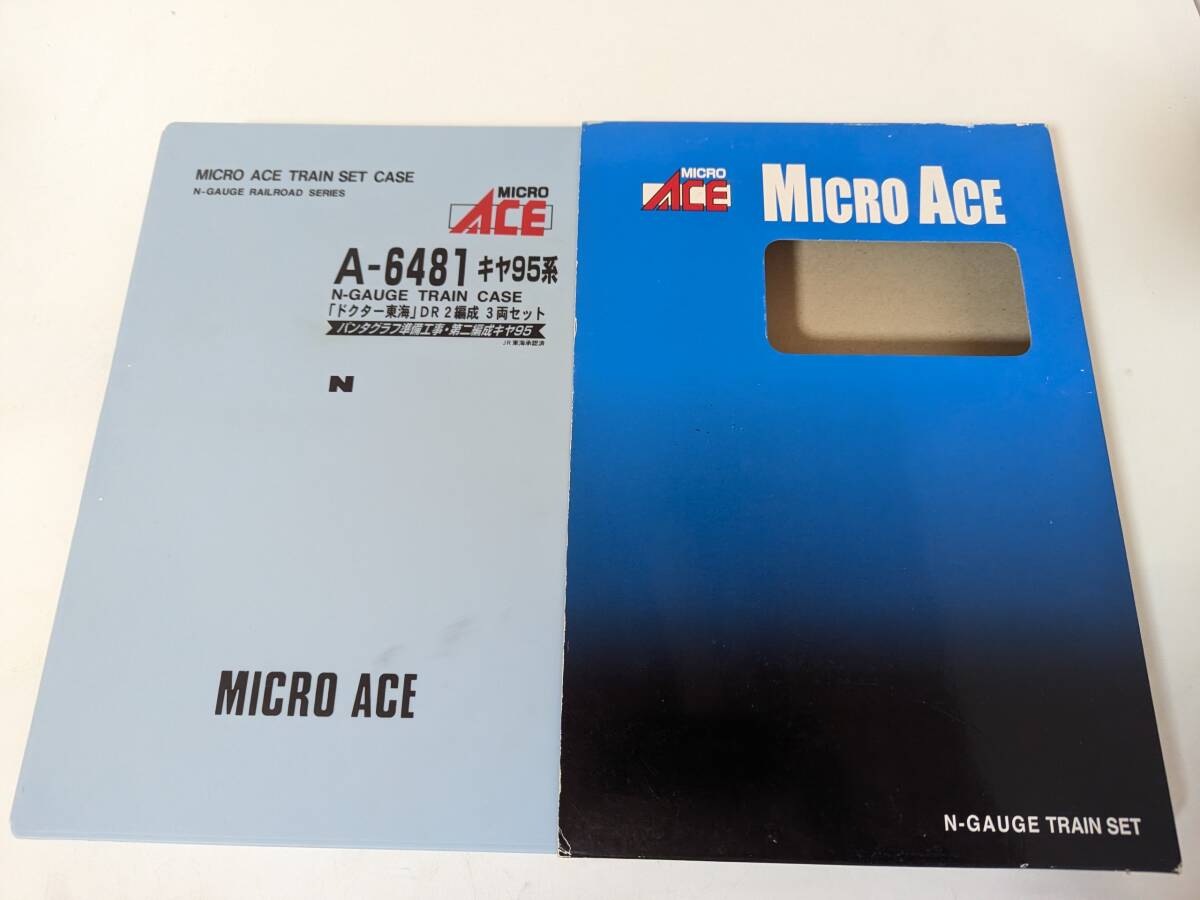 MICRO ACE TRAIN SET CASE
N-GAUGE RAILROAD SERIES
MICRO
ACE
A-6481 キヤ95系
N-GAUGE TRAIN CASE
「ドクター東海」DR2編成 3両セット
パンタグラフ準備工事・第二編成キヤ95
JR東海承認済
N
MICRO ACE
MICRO
ACE
MICRO ACE
N-GAUGE TRAIN SET